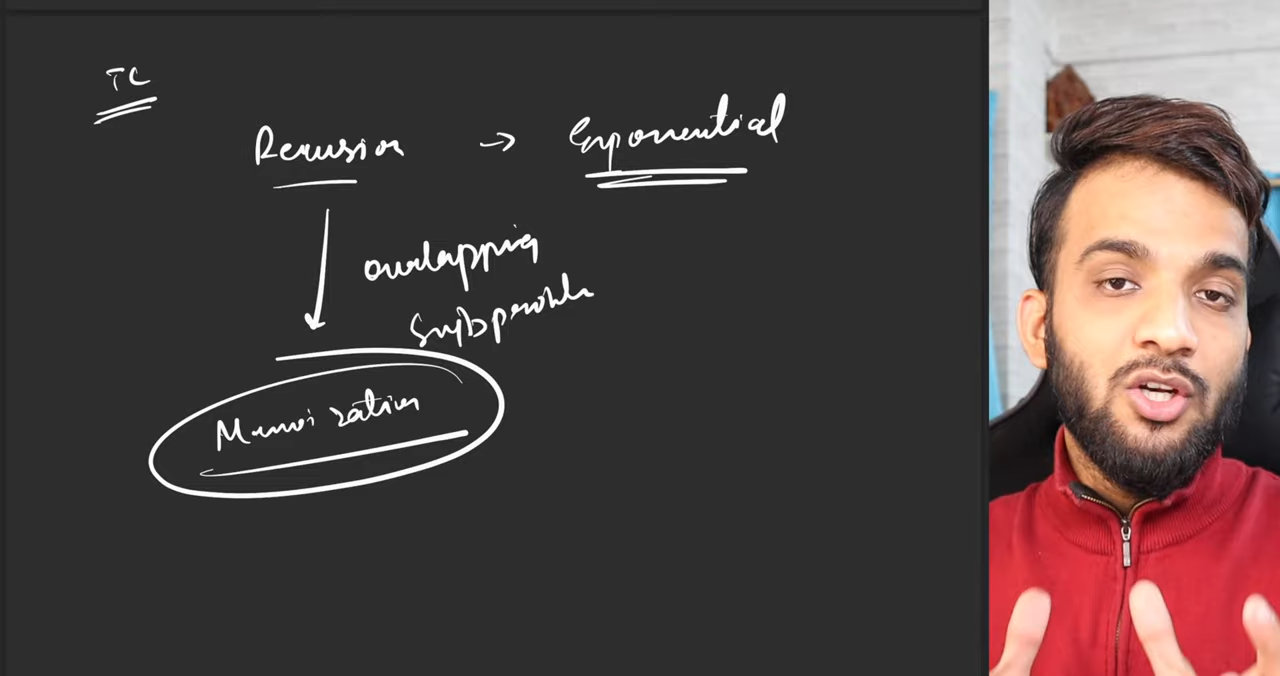 TC
Recursion → Exponential
overlapping
subproblem
Memoization